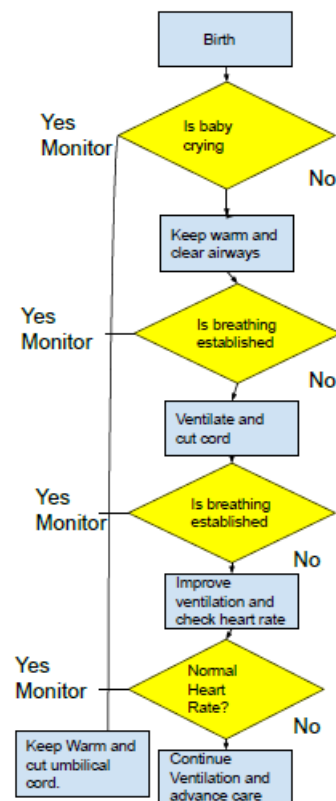 Birth
Yes
Monitor
Is baby
crying
No
Keep warm and
clear airways
Yes
Monitor
Is breathing
established
No
Ventilate and
cut cord
Yes
Monitor
Is breathing
established
No
Improve
ventilation and
check heart rate
Yes
Monitor
Normal
Heart
Rate?
No
Keep Warm and
cut umbilical
cord.
Continue
Ventilation and
advance care